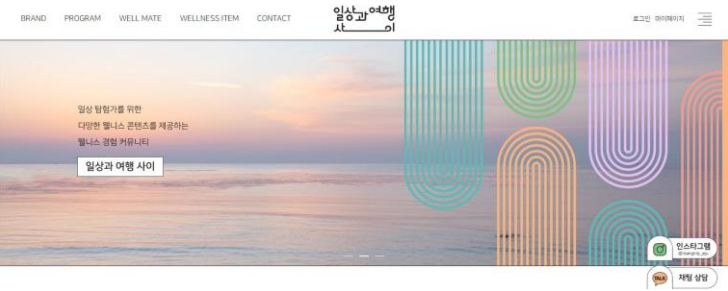 BRAND PROGRAM WELL MATE WELLNESS ITEM CONTACT
일상과여행
사이
로그인 마이페이지
일상 탐험가를 위한
다양한 웰니스 콘텐츠를 제공하는
웰니스 경험 커뮤니티
일상과 여행 사이
인스타그램
TALK 채팅 상담